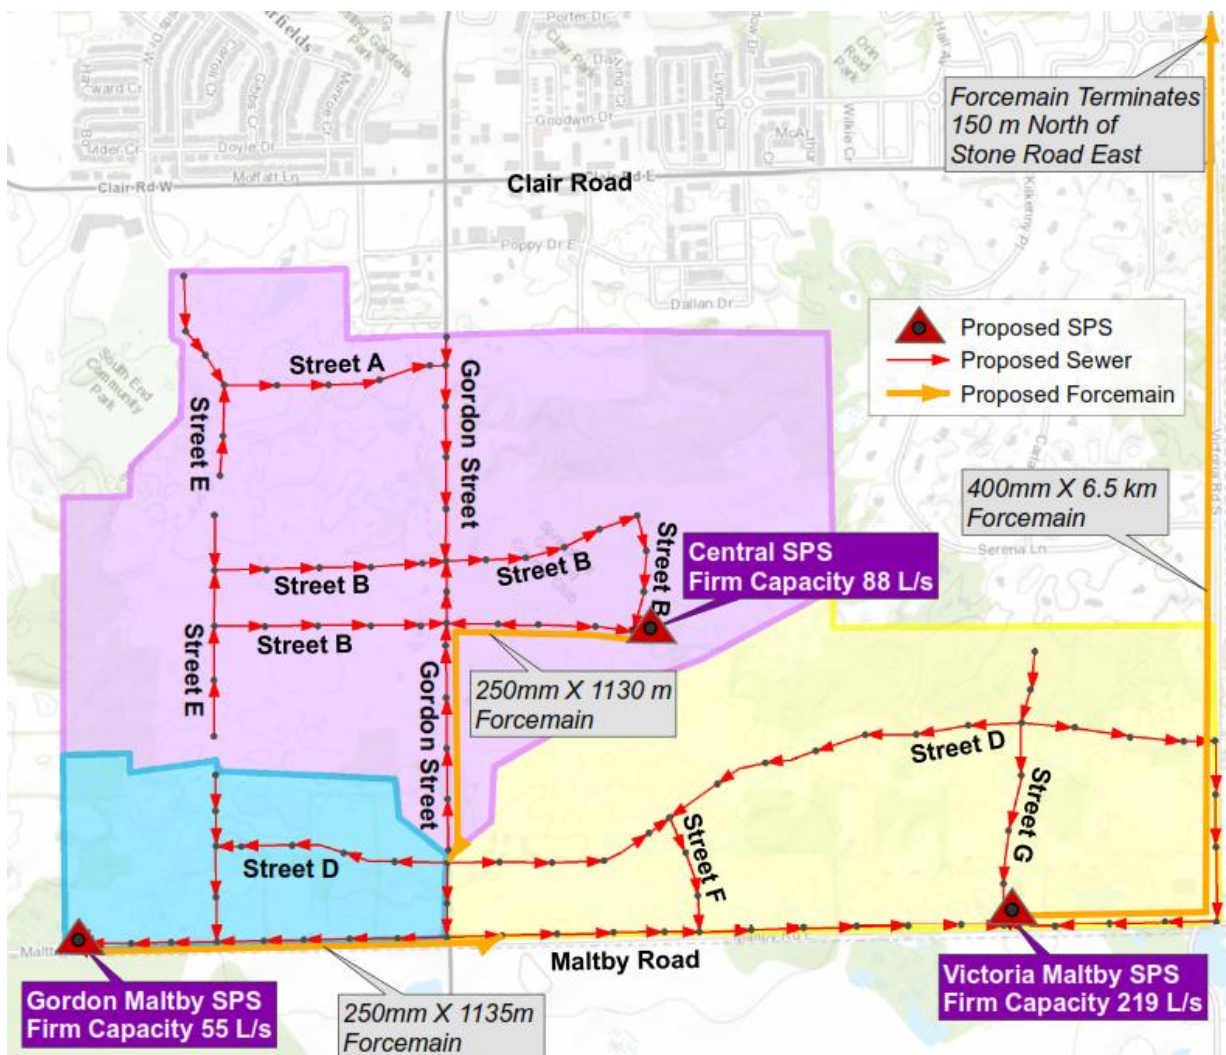 Porter Dr
Goodwin Dr
Doyle Dr
Moffatt Ln
Clair Rd W
Clair Road
Poppy Dr E
Dallan Dr
South End
Community
Park
Forcemain Terminates
150 m North of
Stone Road East
Proposed SPS
Proposed Sewer
Proposed Forcemain
Street A
Street E
Gordon Street
400mm X 6.5 km
Forcemain
Serena Ln
Victoria Rd S
Street B
Street B
Street B
Central SPS
Firm Capacity 88 L/s
Street B
Street E
250mm X 1130 m
Forcemain
Gordon Street
Street D
Street G
Street D
Street F
Maltby Road
Gordon Maltby SPS
Firm Capacity 55 L/s
250mm X 1135m
Forcemain
Victoria Maltby SPS
Firm Capacity 219 L/s